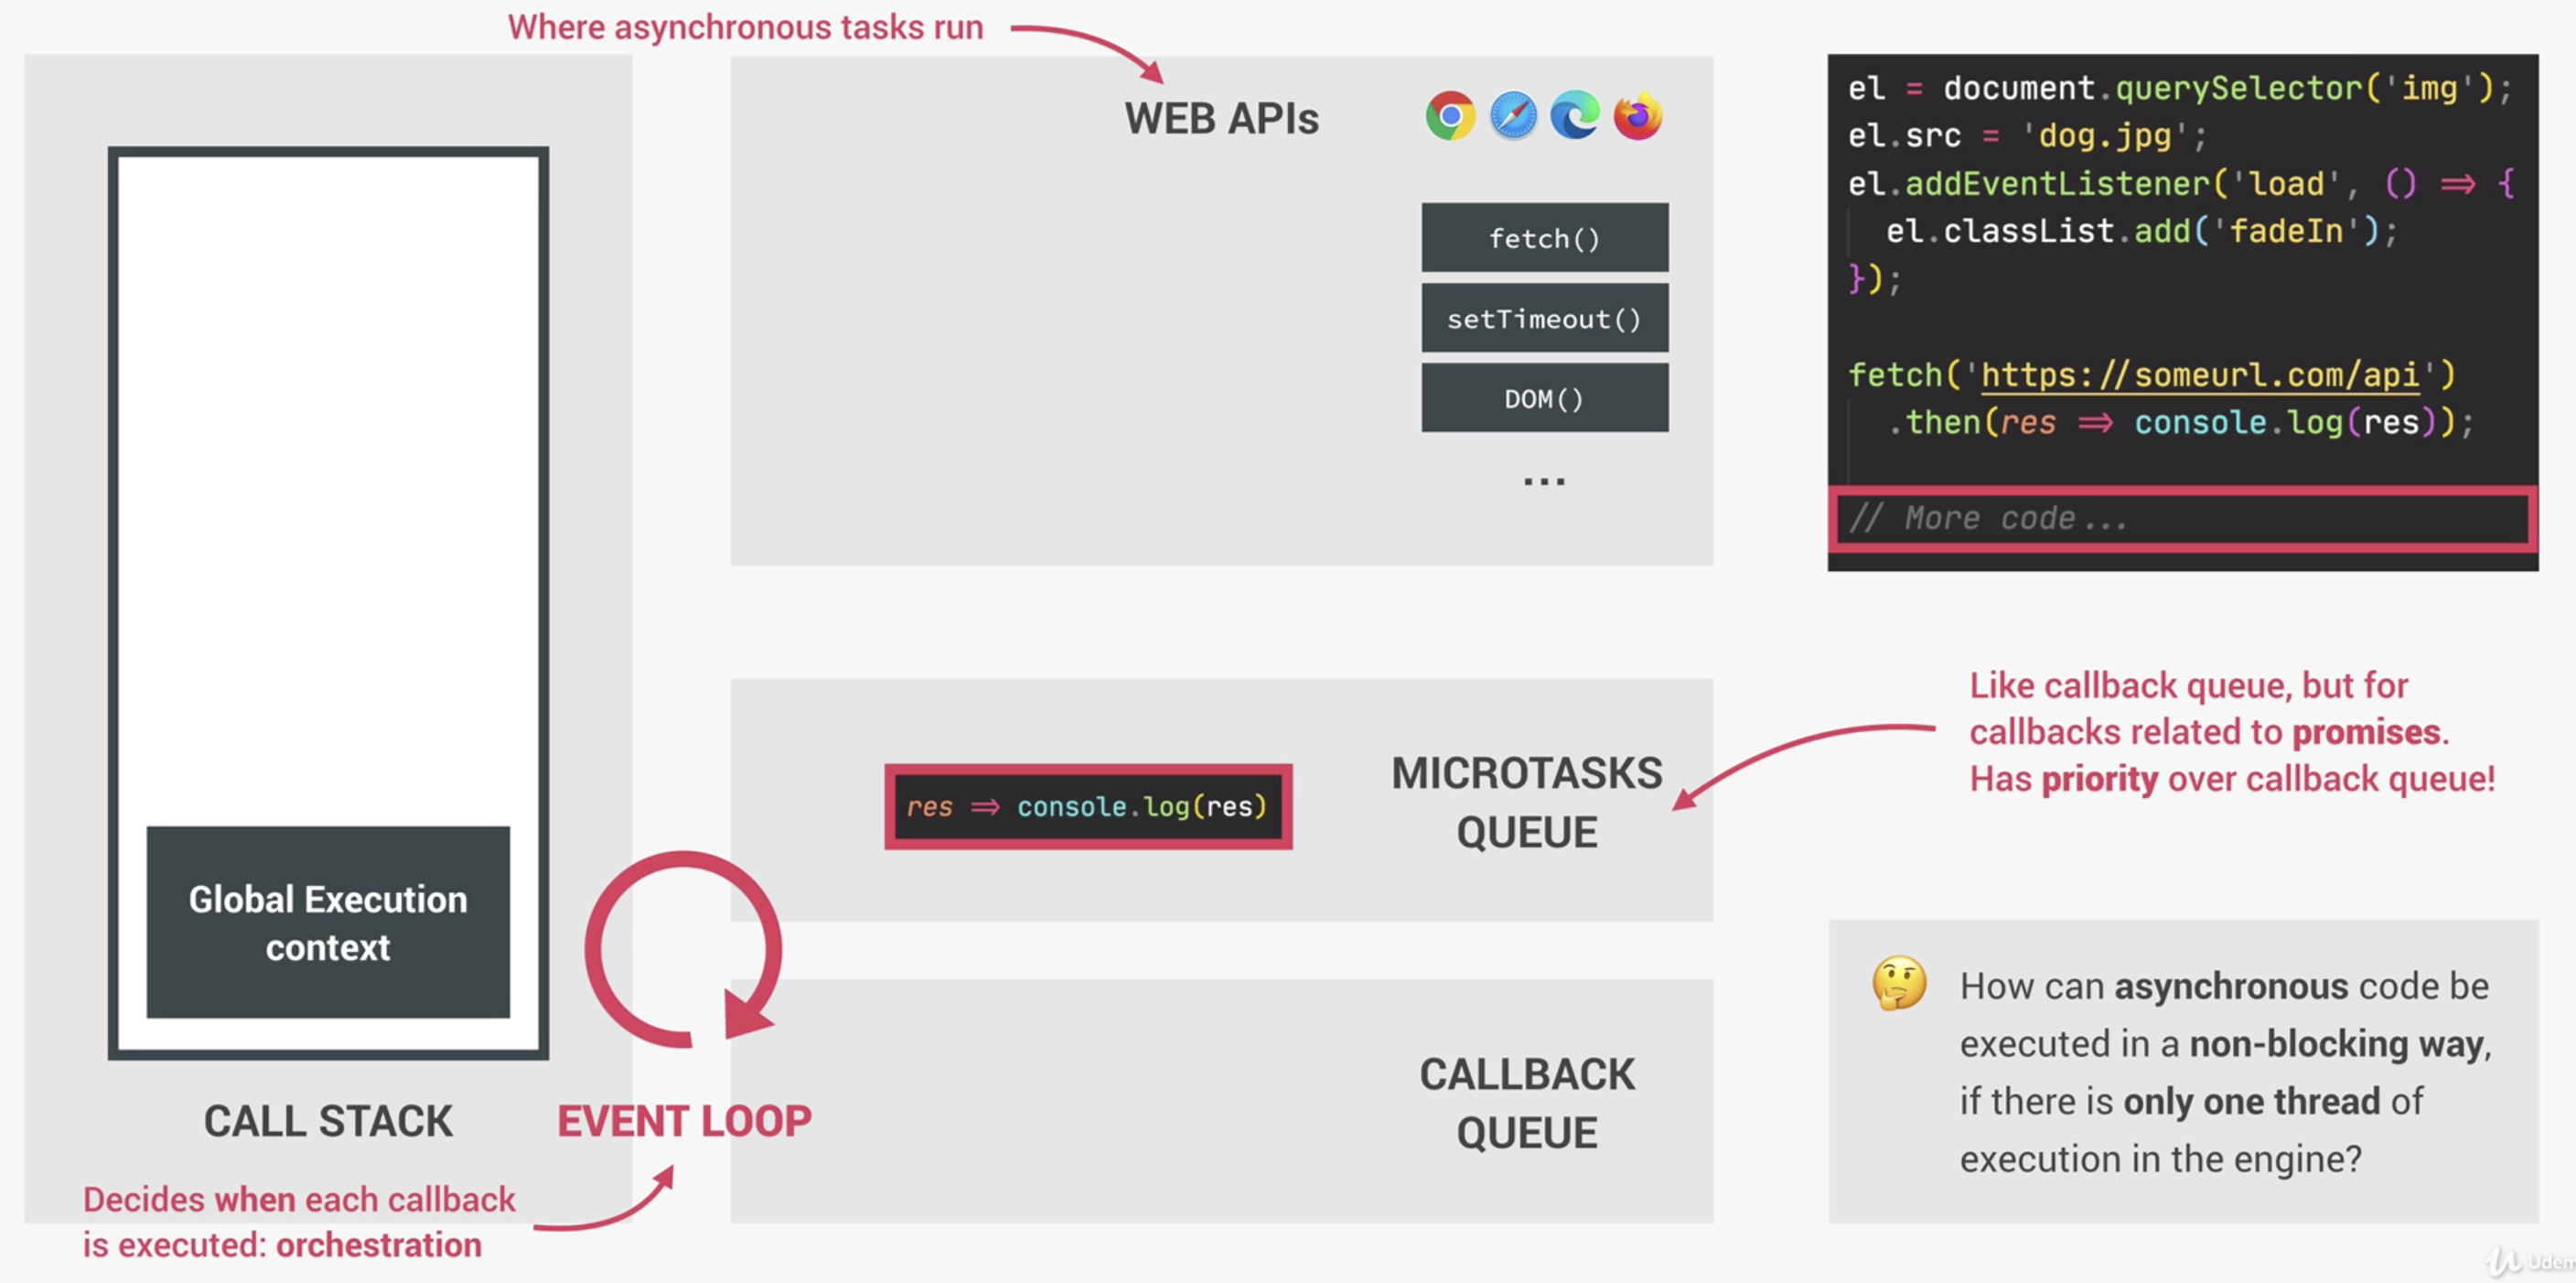 Where asynchronous tasks run
WEB APIs
fetch()
setTimeout()
DOM()
...
el = document.querySelector('img');
el.src = 'dog.jpg';
el.addEventListener('load', () => {
el.classList.add('fadeIn');
});
fetch('https://someurl.com/api')
.then(res => console.log(res));
// More code...
Global Execution
context
CALL STACK
EVENT LOOP
Decides when each callback
is executed: orchestration
res => console.log(res)
MICROTASKS
QUEUE
Like callback queue, but for
callbacks related to promises.
Has priority over callback queue!
CALLBACK
QUEUE
How can asynchronous code be
executed in a non-blocking way,
if there is only one thread of
execution in the engine?